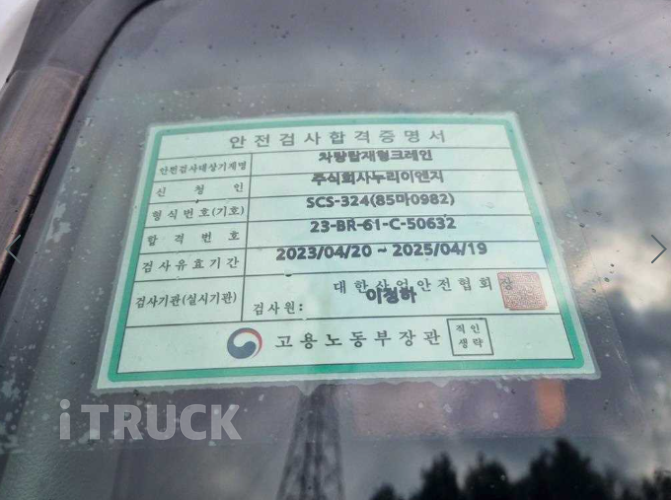 안전검사합격증명서
안전검사대상기계명 차량탑재형크레인
신청인 주식회사누리이엔지
형식번호(기호) SCS-324(85마0982)
합격번호 23-BR-61-C-50632
검사유효기간 2023/04/20 ~ 2025/04/19
검사기관(실시기관) 대한산업안전협회장
검사원: 이청하
고용노동부장관 직인생략
iTRUCK